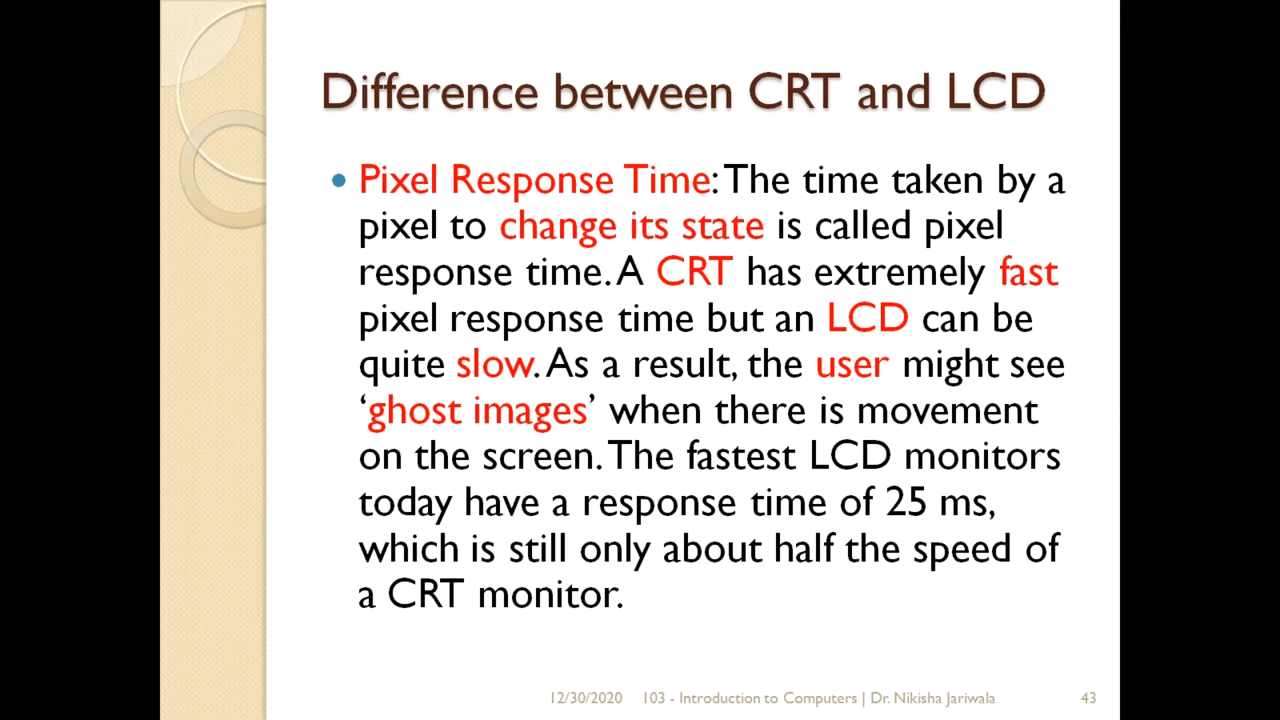 Difference between CRT and LCD
• Pixel Response Time: The time taken by a
pixel to change its state is called pixel
response time. A CRT has extremely fast
pixel response time but an LCD can be
quite slow. As a result, the user might see
‘ghost images’ when there is movement
on the screen. The fastest LCD monitors
today have a response time of 25 ms,
which is still only about half the speed of
a CRT monitor.
12/30/2020 103 - Introduction to Computers | Dr. Nikisha Jariwala 43